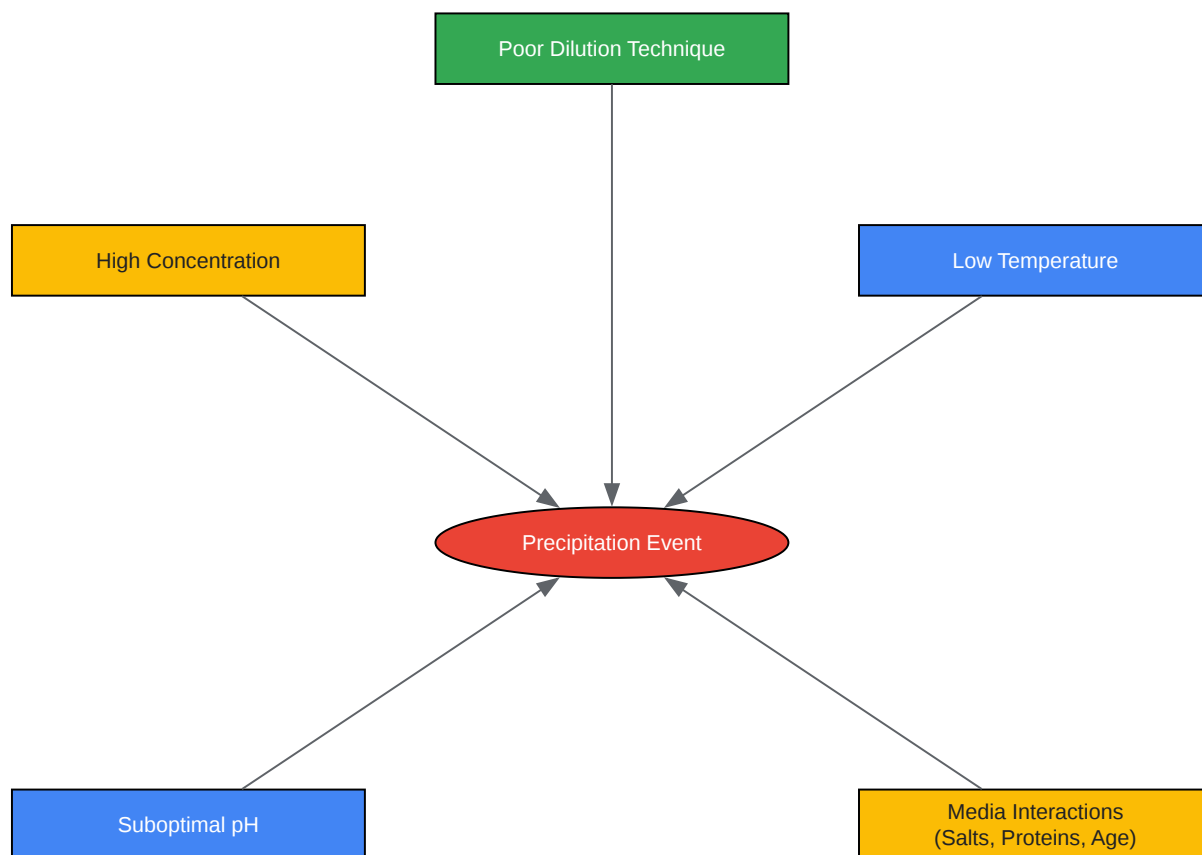 Poor Dilution Technique
High Concentration
Low Temperature
Precipitation Event
Suboptimal pH
Media Interactions
(Salts, Proteins, Age)